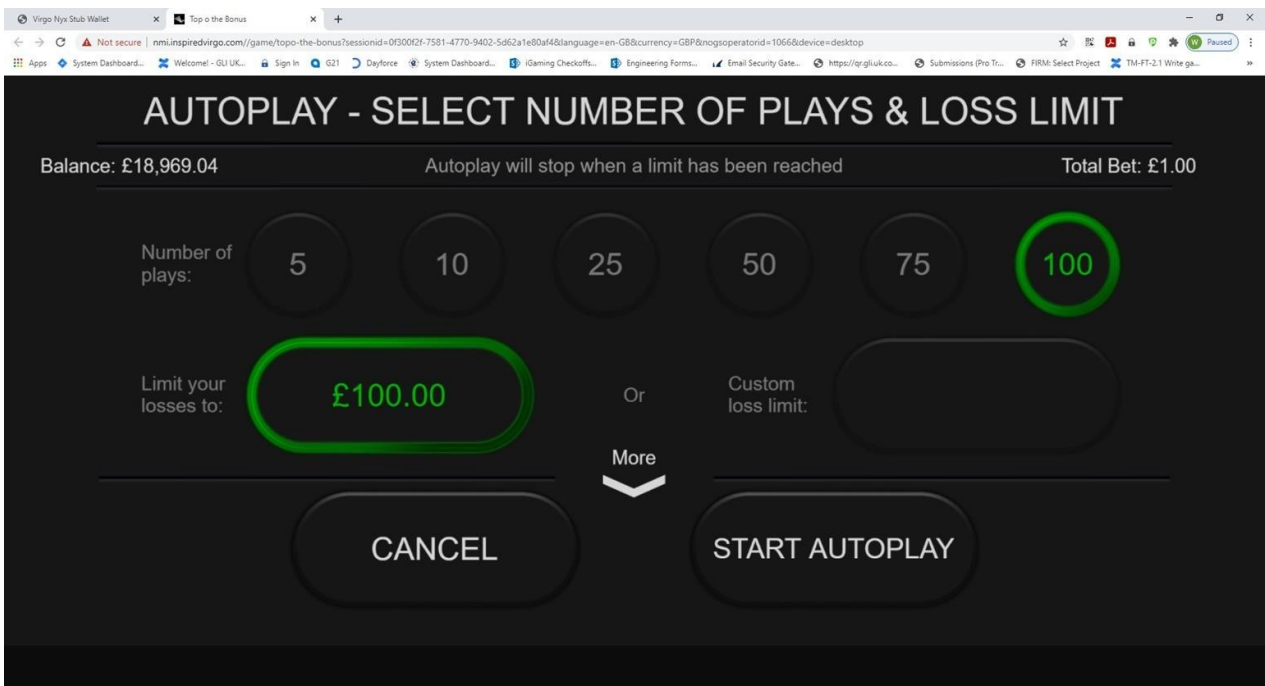 Virgo Nyx Stub Wallet
Top o the Bonus
Not secure
nmi.inspiredvirgo.com//game/topo-the-bonus?sessionid=0f300f2f-7581-4770-9402-5d62a1e80af4&language=en-GB&currency=GBP&nogsoperatorid=1066&device=desktop
W Paused
Apps
System Dashboard...
Welcome! - GLI UK...
Sign In
G21
Dayforce
System Dashboard...
iGaming Checkoffs...
Engineering Forms...
Email Security Gate...
https://qr.gli.uk.co...
Submissions (Pro Tr...
FIRM: Select Project
TM-FT-2.1 Write ga...
AUTOPLAY - SELECT NUMBER OF PLAYS & LOSS LIMIT
Balance: £18,969.04
Autoplay will stop when a limit has been reached
Total Bet: £1.00
Number of
plays:
5
10
25
50
75
100
Limit your
losses to:
£100.00
Or
Custom
loss limit:
More
CANCEL
START AUTOPLAY